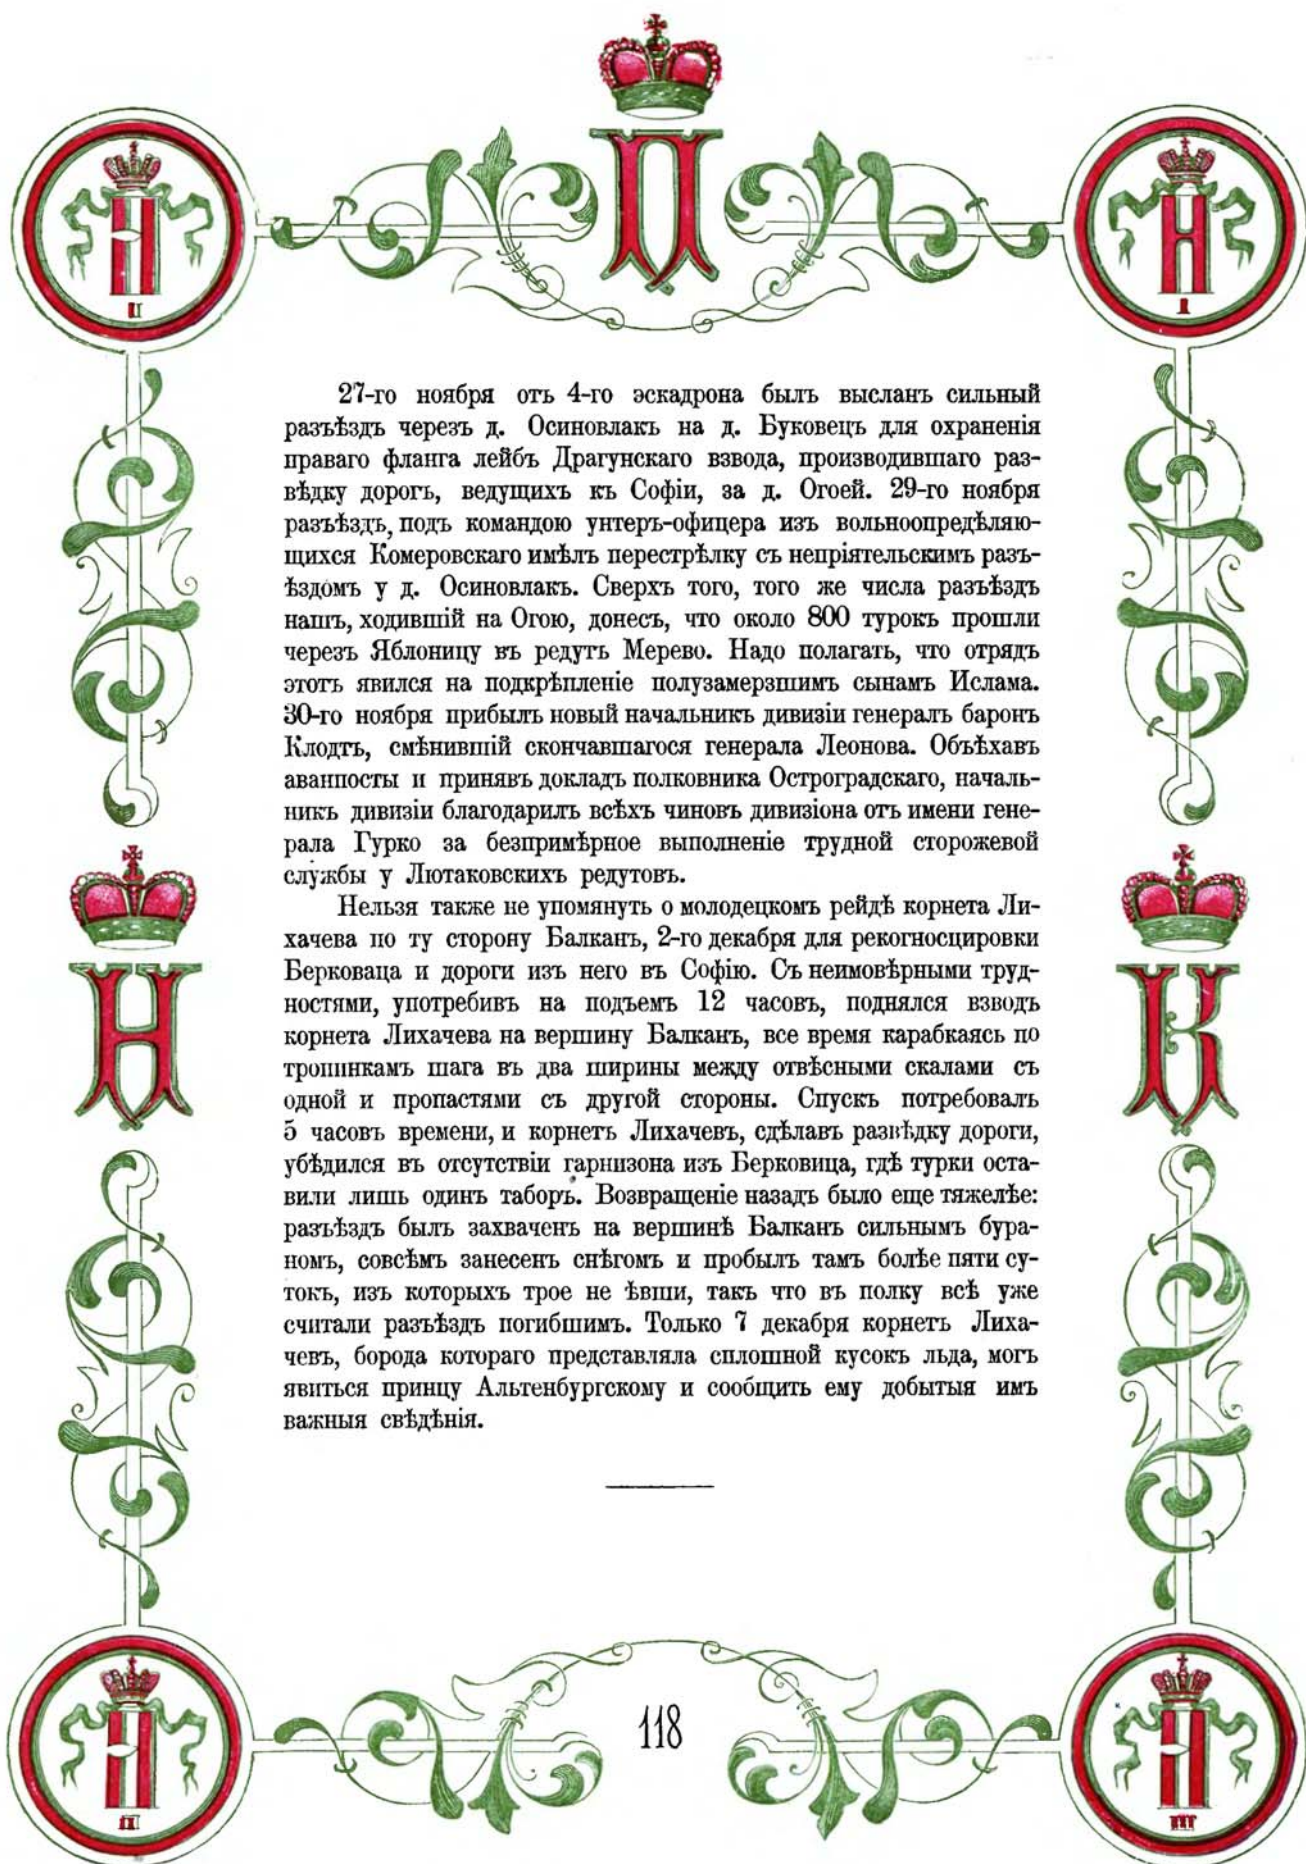 П
II
Н
I
27-го ноября отъ 4-го эскадрона былъ высланъ сильный
разъѣздъ черезъ д. Осиновлакъ на д. Буковецъ для охраненія
праваго фланга лейбъ Драгунскаго взвода, производившаго раз-
вѣдку дорогъ, ведущихъ къ Софіи, за д. Огоей. 29-го ноября
разъѣздъ, подъ командою унтеръ-офицера изъ вольноопредѣляю-
щихся Комеровскаго имѣлъ перестрѣлку съ непріятельскимъ разъ-
ѣздомъ у д. Осиновлакъ. Сверхъ того, того же числа разъѣздъ
нашъ, ходившій на Огою, донесъ, что около 800 турокъ прошли
черезъ Яблоницу въ редутъ Мерево. Надо полагать, что отрядъ
этотъ явился на подкрѣпленіе полузамерзшимъ сынамъ Ислама.
30-го ноября прибылъ новый начальникъ дивизіи генералъ баронъ
Клодтъ, смѣнившій скончавшагося генерала Леонова. Объѣхавъ
аванпосты и принявъ докладъ полковника Остроградскаго, началь-
никъ дивизіи благодарилъ всѣхъ чиновъ дивизіона отъ имени гене-
рала Гурко за безпримѣрное выполненіе трудной сторожевой
службы у Лютаковскихъ редутовъ.
Нельзя также не упомянуть о молодецкомъ рейдѣ корнета Ли-
хачева по ту сторону Балканъ, 2-го декабря для рекогносцировки
Берковаца и дороги изъ него въ Софію. Съ неимовѣрными труд-
ностями, употребивъ на подъемъ 12 часовъ, поднялся взводъ
корнета Лихачева на вершину Балканъ, все время карабкаясь по
тропинкамъ шага въ два ширины между отвѣсными скалами съ
одной и пропастями съ другой стороны. Спускъ потребовалъ
5 часовъ времени, и корнетъ Лихачевъ, сдѣлавъ развѣдку дороги,
убѣдился въ отсутствіи гарнизона изъ Берковица, гдѣ турки оста-
вили лишь одинъ таборъ. Возвращеніе назадъ было еще тяжелѣе:
разъѣздъ былъ захваченъ на вершинѣ Балканъ сильнымъ бура-
номъ, совсѣмъ занесенъ снѣгомъ и пробылъ тамъ болѣе пяти су-
токъ, изъ которыхъ трое не ѣвши, такъ что въ полку всѣ уже
считали разъѣздъ погибшимъ. Только 7 декабря корнетъ Лиха-
чевъ, борода котораго представляла сплошной кусокъ льда, могъ
явиться принцу Альтенбургскому и сообщить ему добытыя имъ
важныя свѣдѣнія.
Н
К
118
III